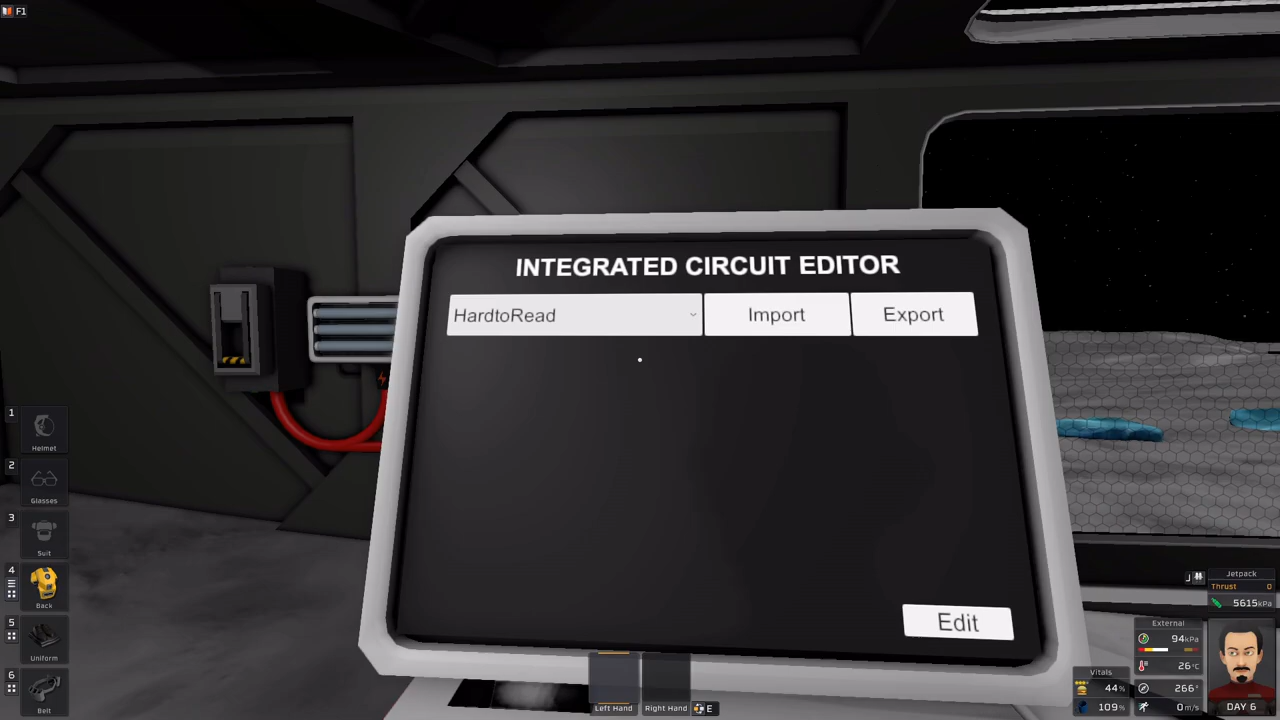 F1
INTEGRATED CIRCUIT EDITOR
HardtoRead
Import
Export
Edit
1
Helmet
2
Glasses
3
Suit
4
Back
5
Uniform
6
Belt
Left Hand
Right Hand
E
J
Jetpack
Thrust 0
5615kPa
External
94kPa
26°C
266°
0m/s
Vitals
44%
109%
DAY 6